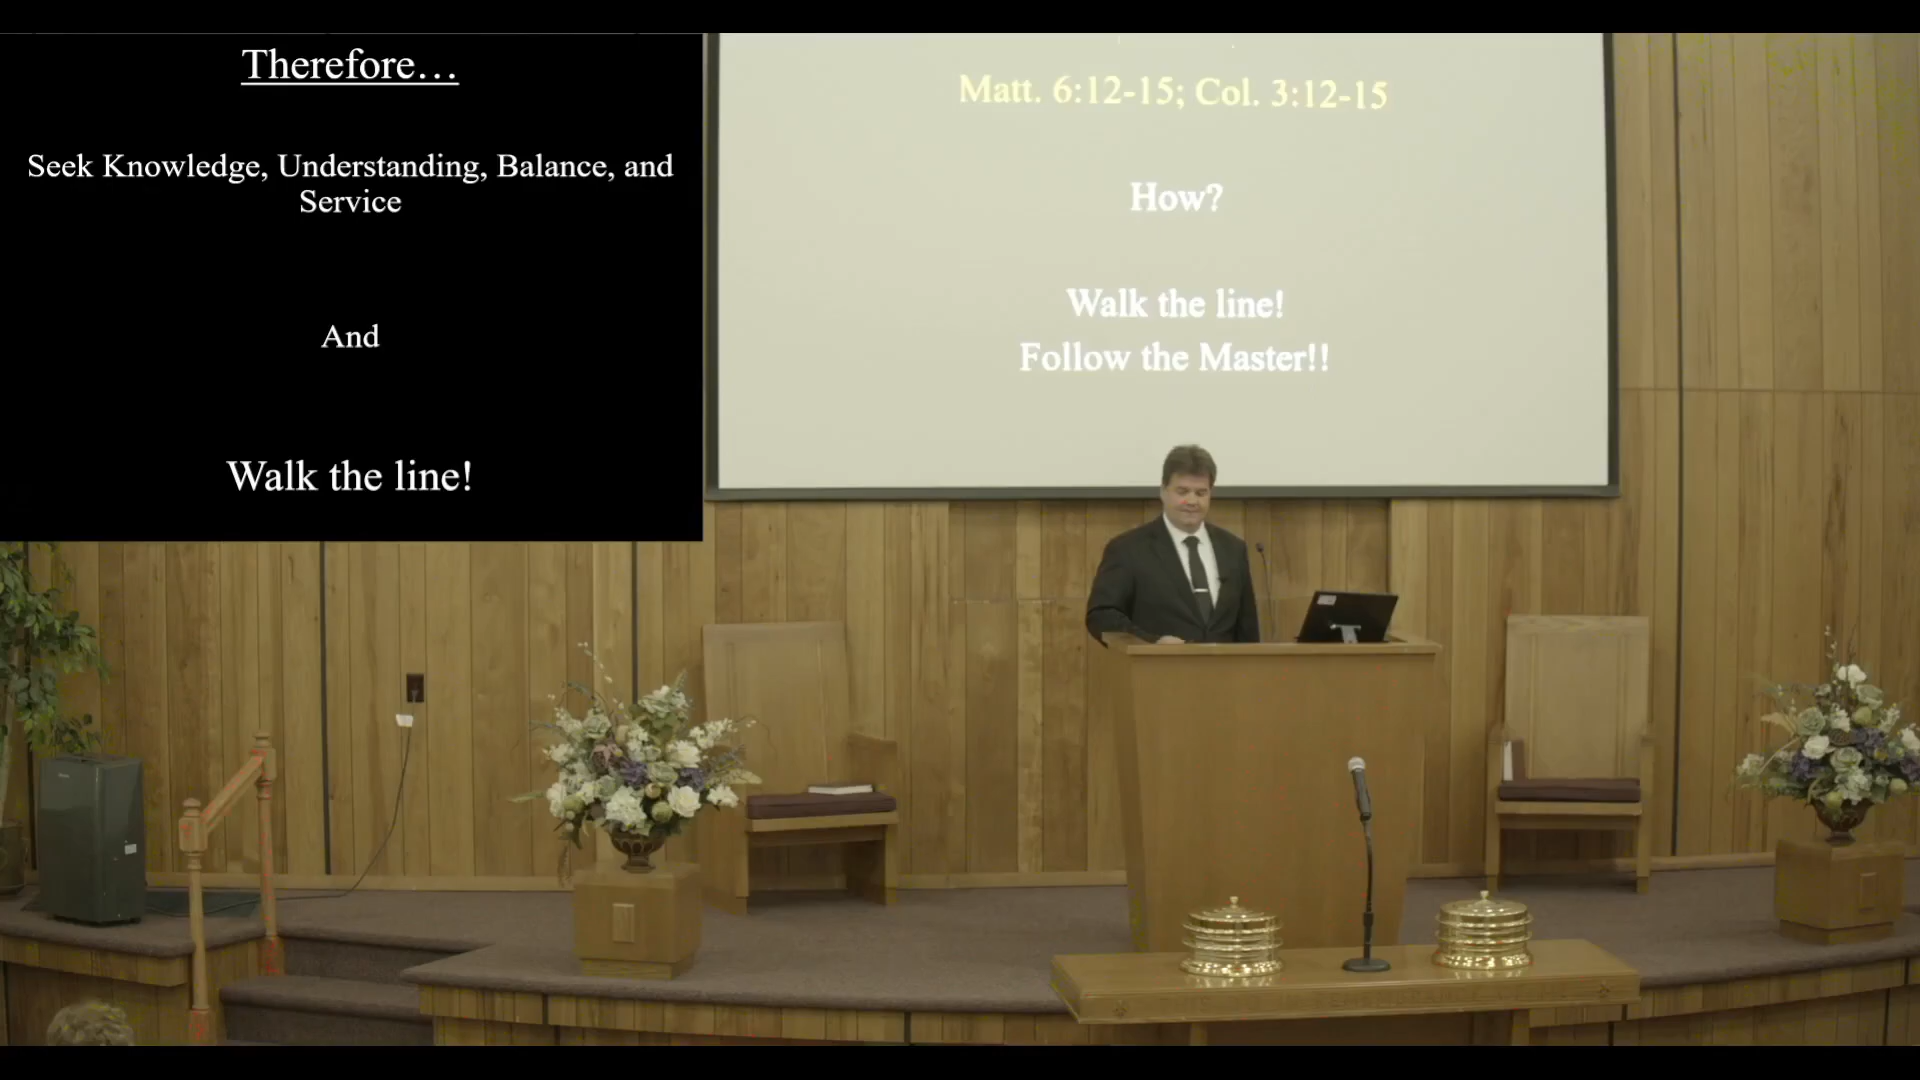 Therefore…
Seek Knowledge, Understanding, Balance, and
Service
And
Walk the line!
Matt. 6:12-15; Col. 3:12-15
How?
Walk the line!
Follow the Master!!